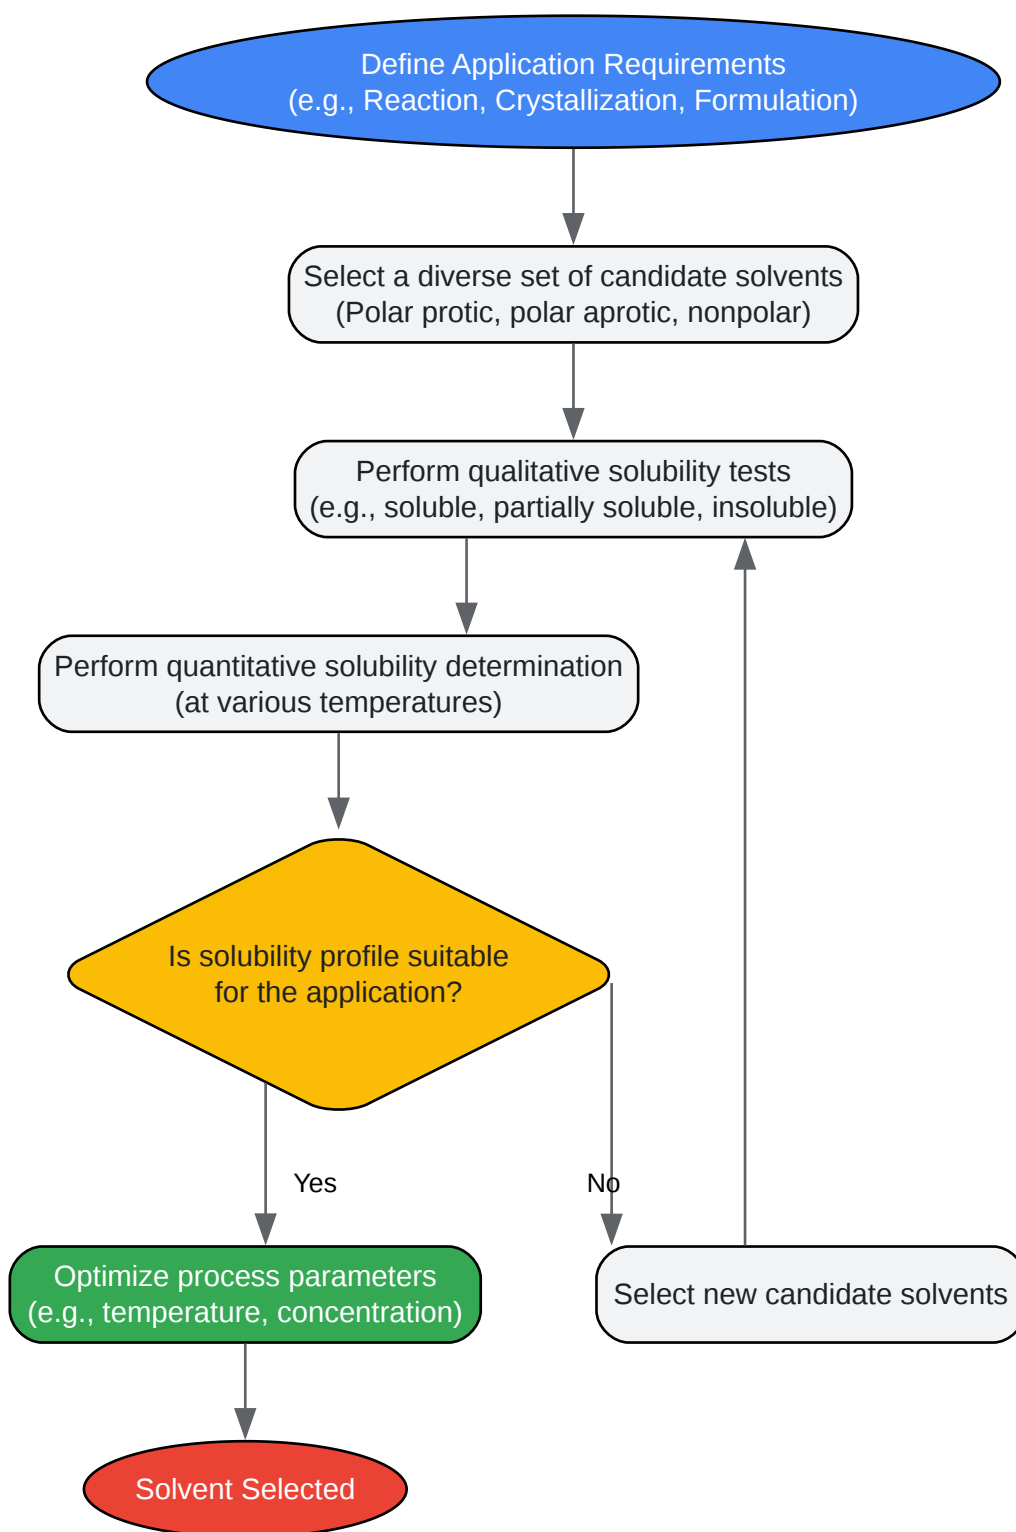 Define Application Requirements
(e.g., Reaction, Crystallization, Formulation)
Select a diverse set of candidate solvents
(Polar protic, polar aprotic, nonpolar)
Perform qualitative solubility tests
(e.g., soluble, partially soluble, insoluble)
Perform quantitative solubility determination
(at various temperatures)
Is solubility profile suitable
for the application?
Yes
No
Optimize process parameters
(e.g., temperature, concentration)
Select new candidate solvents
Solvent Selected